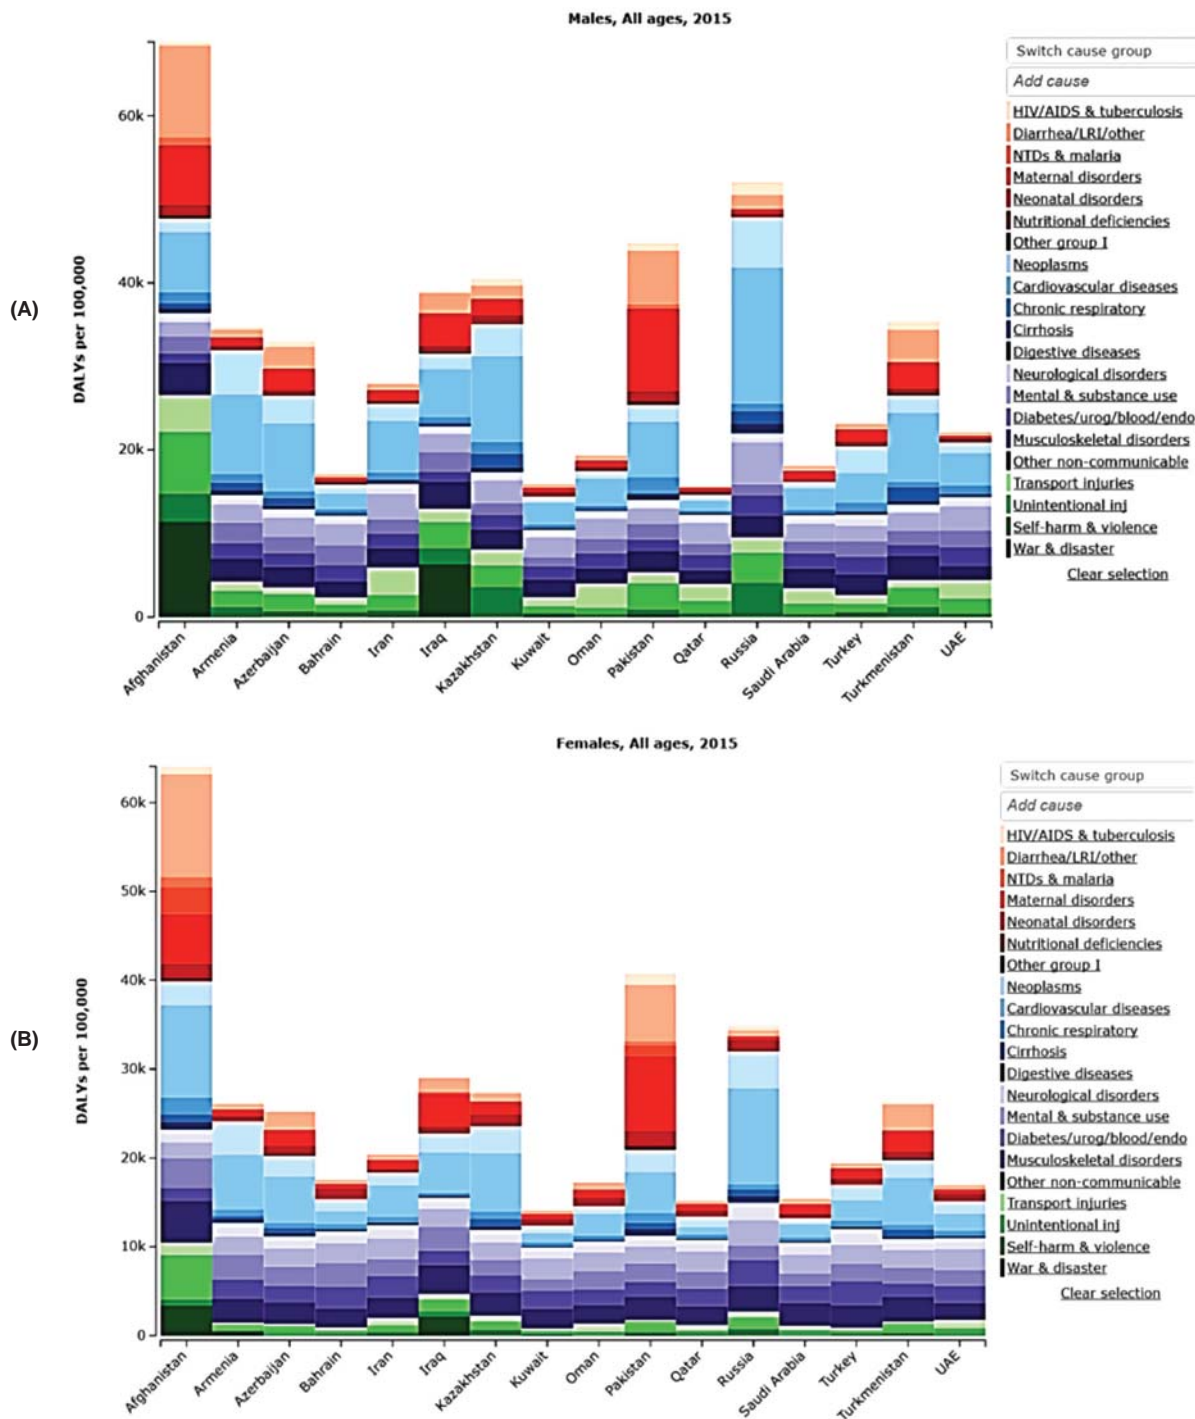 Males, All ages, 2015
(A)
DALYs per 100,000
60k
40k
20k
0
Afghanistan
Armenia
Azerbaijan
Bahrain
Iran
Iraq
Kazakhstan
Kuwait
Oman
Pakistan
Qatar
Russia
Saudi Arabia
Turkey
Turkmenistan
UAE
Switch cause group
Add cause
HIV/AIDS & tuberculosis
Diarrhea/LRI/other
NTDs & malaria
Maternal disorders
Neonatal disorders
Nutritional deficiencies
Other group I
Neoplasms
Cardiovascular diseases
Chronic respiratory
Cirrhosis
Digestive diseases
Neurological disorders
Mental & substance use
Diabetes/urog/blood/endo
Musculoskeletal disorders
Other non-communicable
Transport injuries
Unintentional inj
Self-harm & violence
War & disaster
Clear selection
Females, All ages, 2015
(B)
DALYs per 100,000
60k
50k
40k
30k
20k
10k
0
Afghanistan
Armenia
Azerbaijan
Bahrain
Iran
Iraq
Kazakhstan
Kuwait
Oman
Pakistan
Qatar
Russia
Saudi Arabia
Turkey
Turkmenistan
UAE
Switch cause group
Add cause
HIV/AIDS & tuberculosis
Diarrhea/LRI/other
NTDs & malaria
Maternal disorders
Neonatal disorders
Nutritional deficiencies
Other group I
Neoplasms
Cardiovascular diseases
Chronic respiratory
Cirrhosis
Digestive diseases
Neurological disorders
Mental & substance use
Diabetes/urog/blood/endo
Musculoskeletal disorders
Other non-communicable
Transport injuries
Unintentional inj
Self-harm & violence
War & disaster
Clear selection